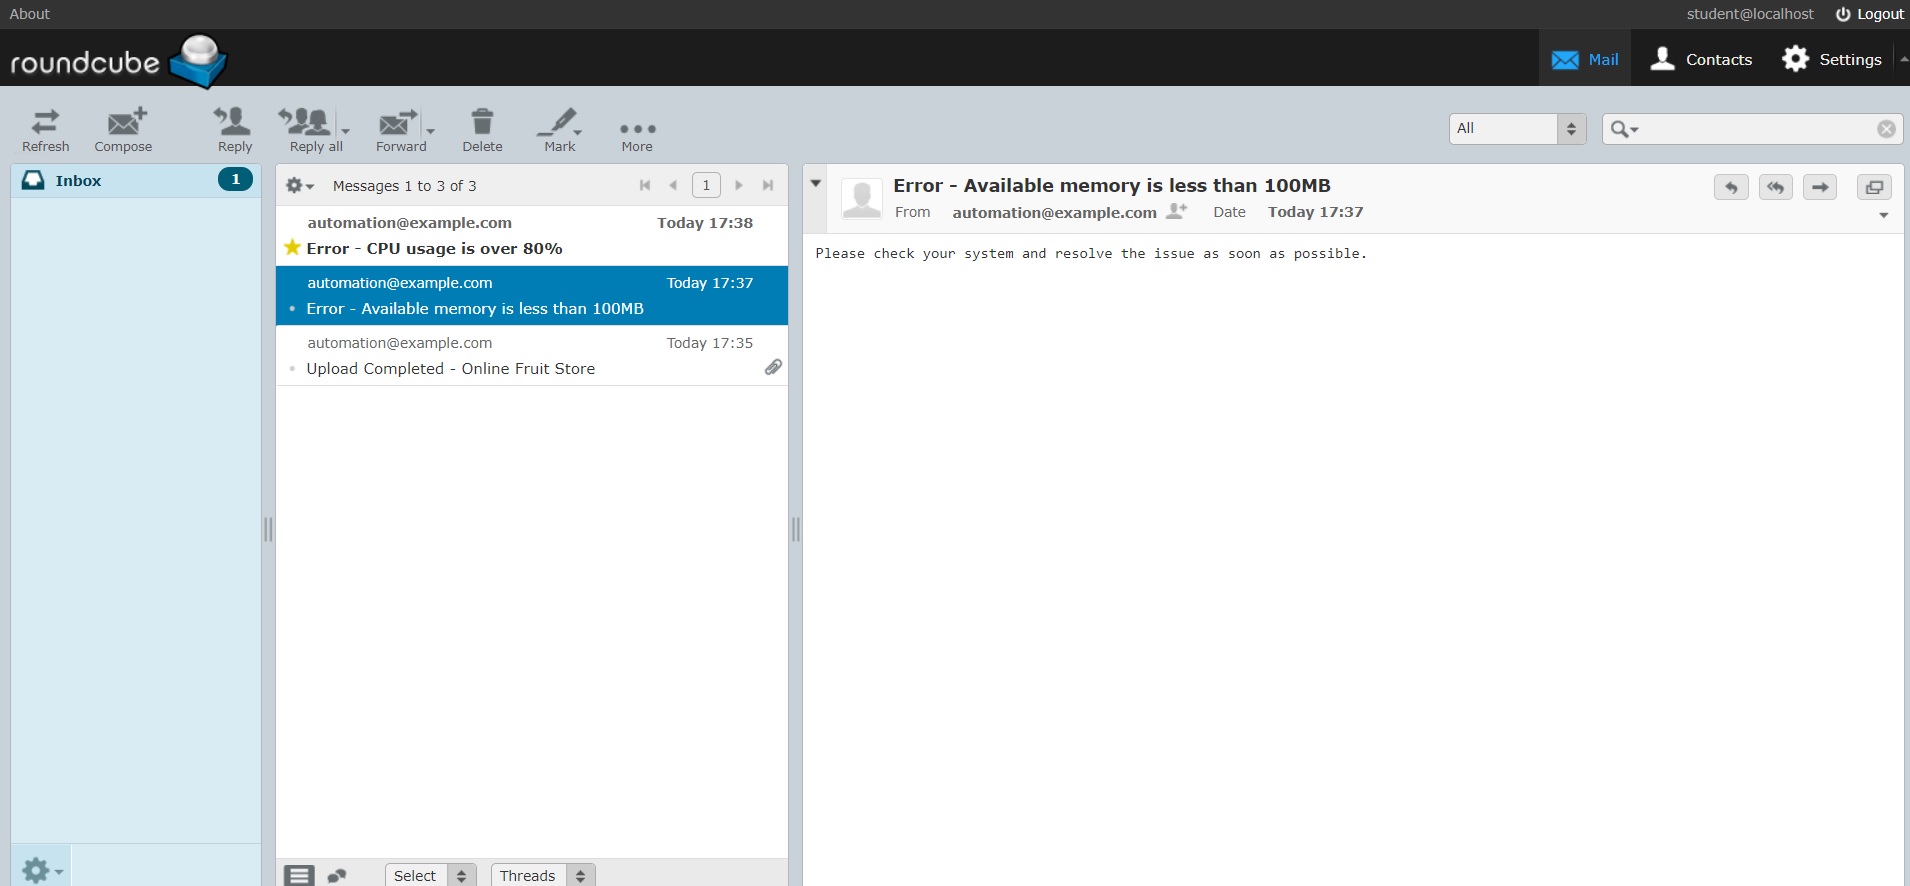 About
student@localhost Logout
roundcube
Mail Contacts Settings
Refresh Compose Reply Reply all Forward Delete Mark More
All
Inbox 1
Messages 1 to 3 of 3 1
automation@example.com Today 17:38
Error - CPU usage is over 80%
automation@example.com Today 17:37
Error - Available memory is less than 100MB
automation@example.com Today 17:35
Upload Completed - Online Fruit Store
Select Threads
Error - Available memory is less than 100MB
From automation@example.com Date Today 17:37
Please check your system and resolve the issue as soon as possible.